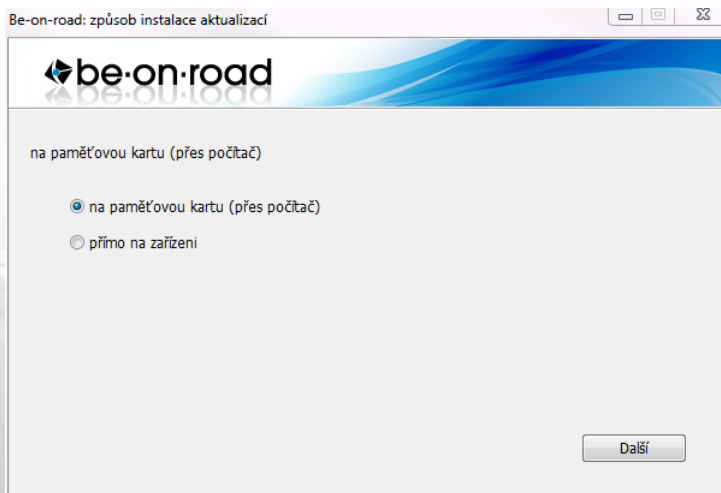 Be-on-road: způsob instalace aktualizací
be·on·road
na paměťovou kartu (přes počítač)
na paměťovou kartu (přes počítač)
přímo na zařízeni
Další